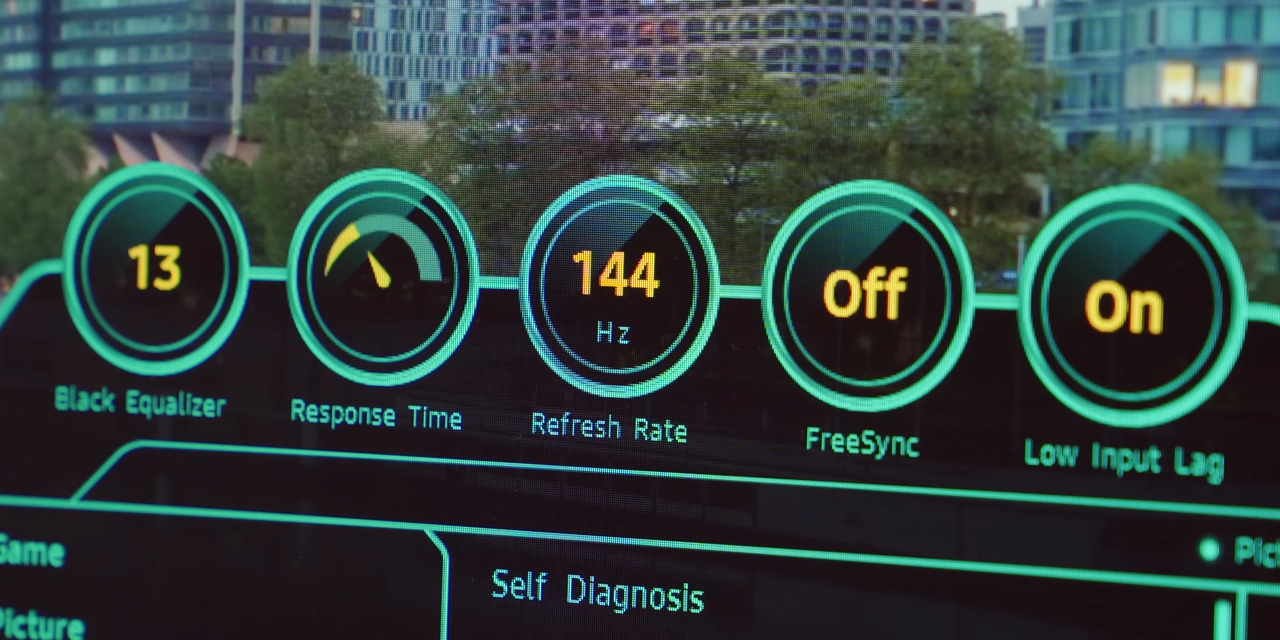 13
144
Hz
Off
On
Black Equalizer
Response Time
Refresh Rate
FreeSync
Low Input Lag
Game
Self Diagnosis
Pic
Picture